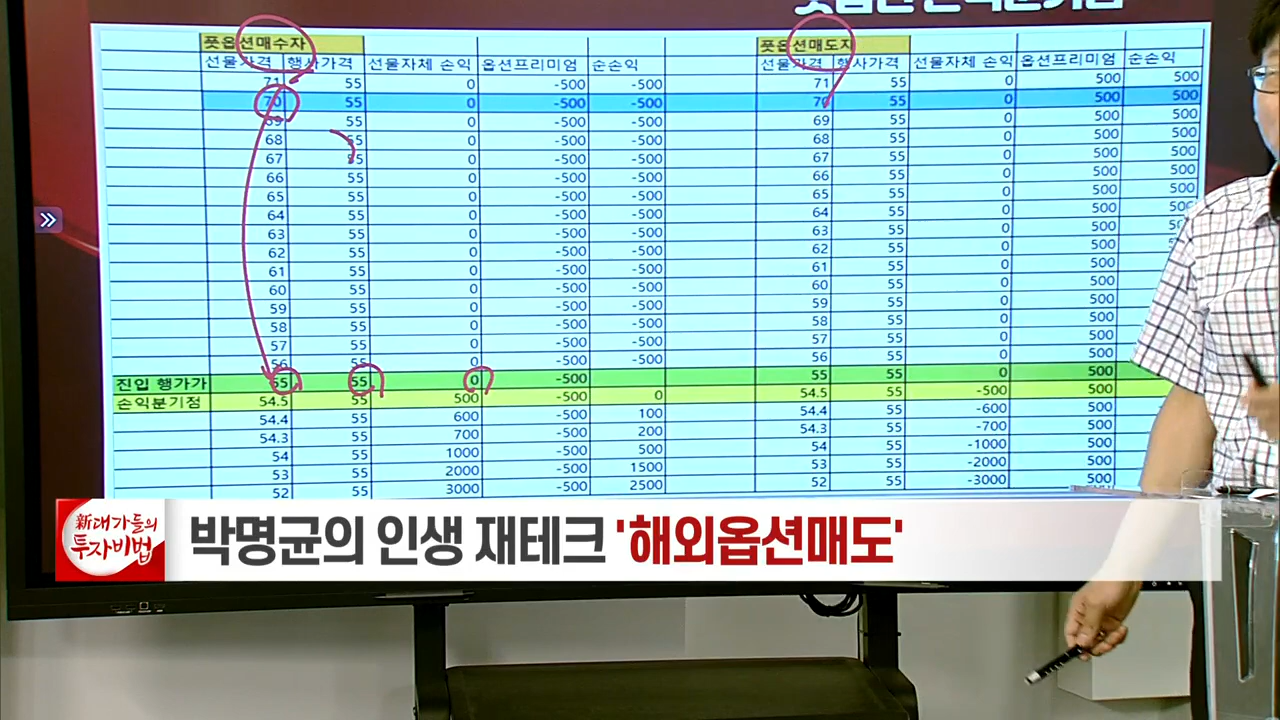 풋옵션매수자 풋옵션매도자
선물가격 행사가격 선물자체 손익 옵션프리미엄 순손익 선물가격 행사가격 선물자체 손익 옵션프리미엄 순손익
71 55 0 -500 -500 71 55 0 500 500
70 55 0 -500 -500 70 55 0 500 500
69 55 0 -500 -500 69 55 0 500 500
68 55 0 -500 -500 68 55 0 500 500
67 55 0 -500 -500 67 55 0 500 500
66 55 0 -500 -500 66 55 0 500 500
65 55 0 -500 -500 65 55 0 500 500
64 55 0 -500 -500 64 55 0 500
63 55 0 -500 -500 63 55 0 500
62 55 0 -500 -500 62 55 0 500
61 55 0 -500 -500 61 55 0 500
60 55 0 -500 -500 60 55 0 500
59 55 0 -500 -500 59 55 0 500
58 55 0 -500 -500 58 55 0 500
57 55 0 -500 -500 57 55 0 500
56 55 0 -500 -500 56 55 0 500
진입 행가가 55 55 0 -500 55 55 0 500
손익분기점 54.5 55 500 -500 0 54.5 55 -500 500
54.4 55 600 -500 100 54.4 55 -600 500
54.3 55 700 -500 200 54.3 55 -700 500
54 55 1000 -500 500 54 55 -1000 500
53 55 2000 -500 1500 53 55 -2000 500
52 55 3000 -500 2500 52 55 -3000 500
新 대가들의
투자비법
박명균의 인생 재테크 '해외옵션매도'